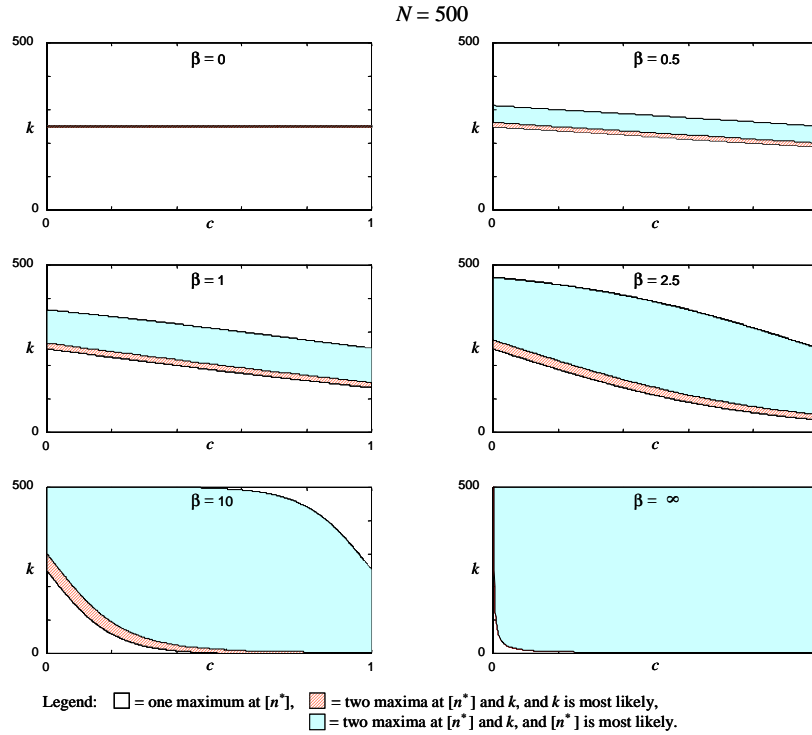 N = 500
500
β = 0
k
0
0
c
1
500
β = 0.5
k
0
0
c
500
β = 1
k
0
0
c
1
500
β = 2.5
k
0
0
c
500
β = 10
k
0
0
c
1
500
β = ∞
k
0
0
c
Legend: = one maximum at [n*], = two maxima at [n*] and k, and k is most likely,
= two maxima at [n*] and k, and [n*] is most likely.